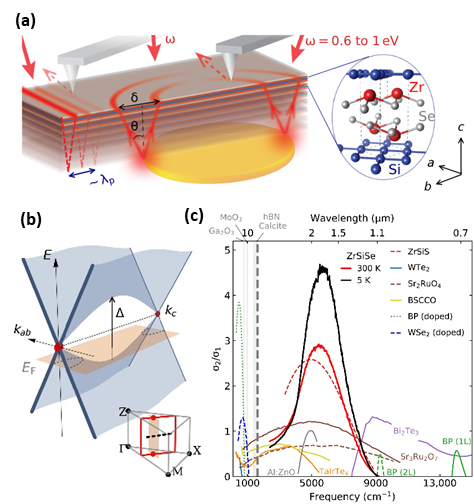 (a)
ω
ω = 0.6 to 1 eV
δ
θ
~λp
Zr
Se
Si
c
a
b
(b)
E
Δ
kc
kab
EF
Z
Γ
X
M
(c)
MoO3
Ga2O3
hBN
Calcite
Wavelength (μm)
10 2 1.5 1.1 0.7
σ2/σ1
5
4
3
2
1
0
ZrSiSe
300 K
5 K
ZrSiS
WTe2
Sr2RuO4
BSCCO
BP (doped)
WSe2 (doped)
Bi2Te3
Sr3Ru2O7
BP (1L)
BP (2L)
Al:ZnO
TaIrTe4
1000 5000 9000 13,000
Frequency (cm⁻¹)